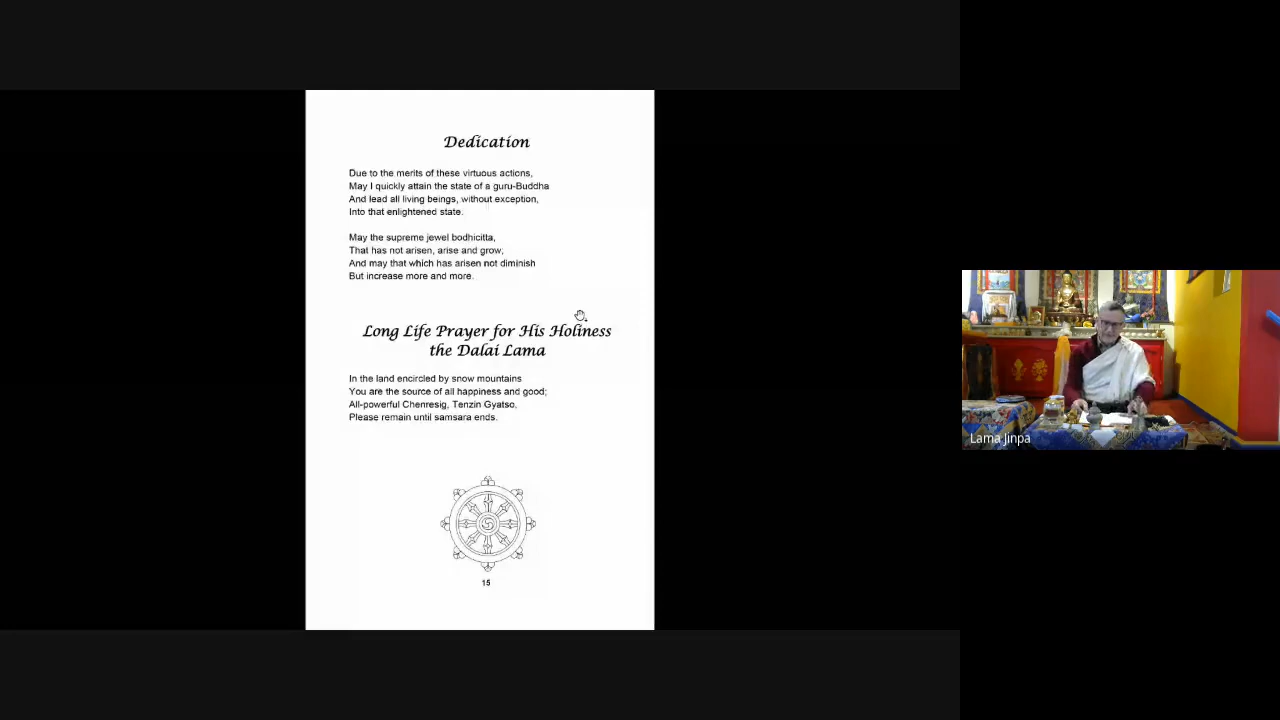 Dedication
Due to the merits of these virtuous actions,
May I quickly attain the state of a guru-Buddha
And lead all living beings, without exception,
Into that enlightened state.
May the supreme jewel bodhicitta,
That has not arisen, arise and grow;
And may that which has arisen not diminish
But increase more and more.
Long Life Prayer for His Holiness
the Dalai Lama
In the land encircled by snow mountains
You are the source of all happiness and good;
All-powerful Chenresig, Tenzin Gyatso,
Please remain until samsara ends.
15
Lama Jinpa